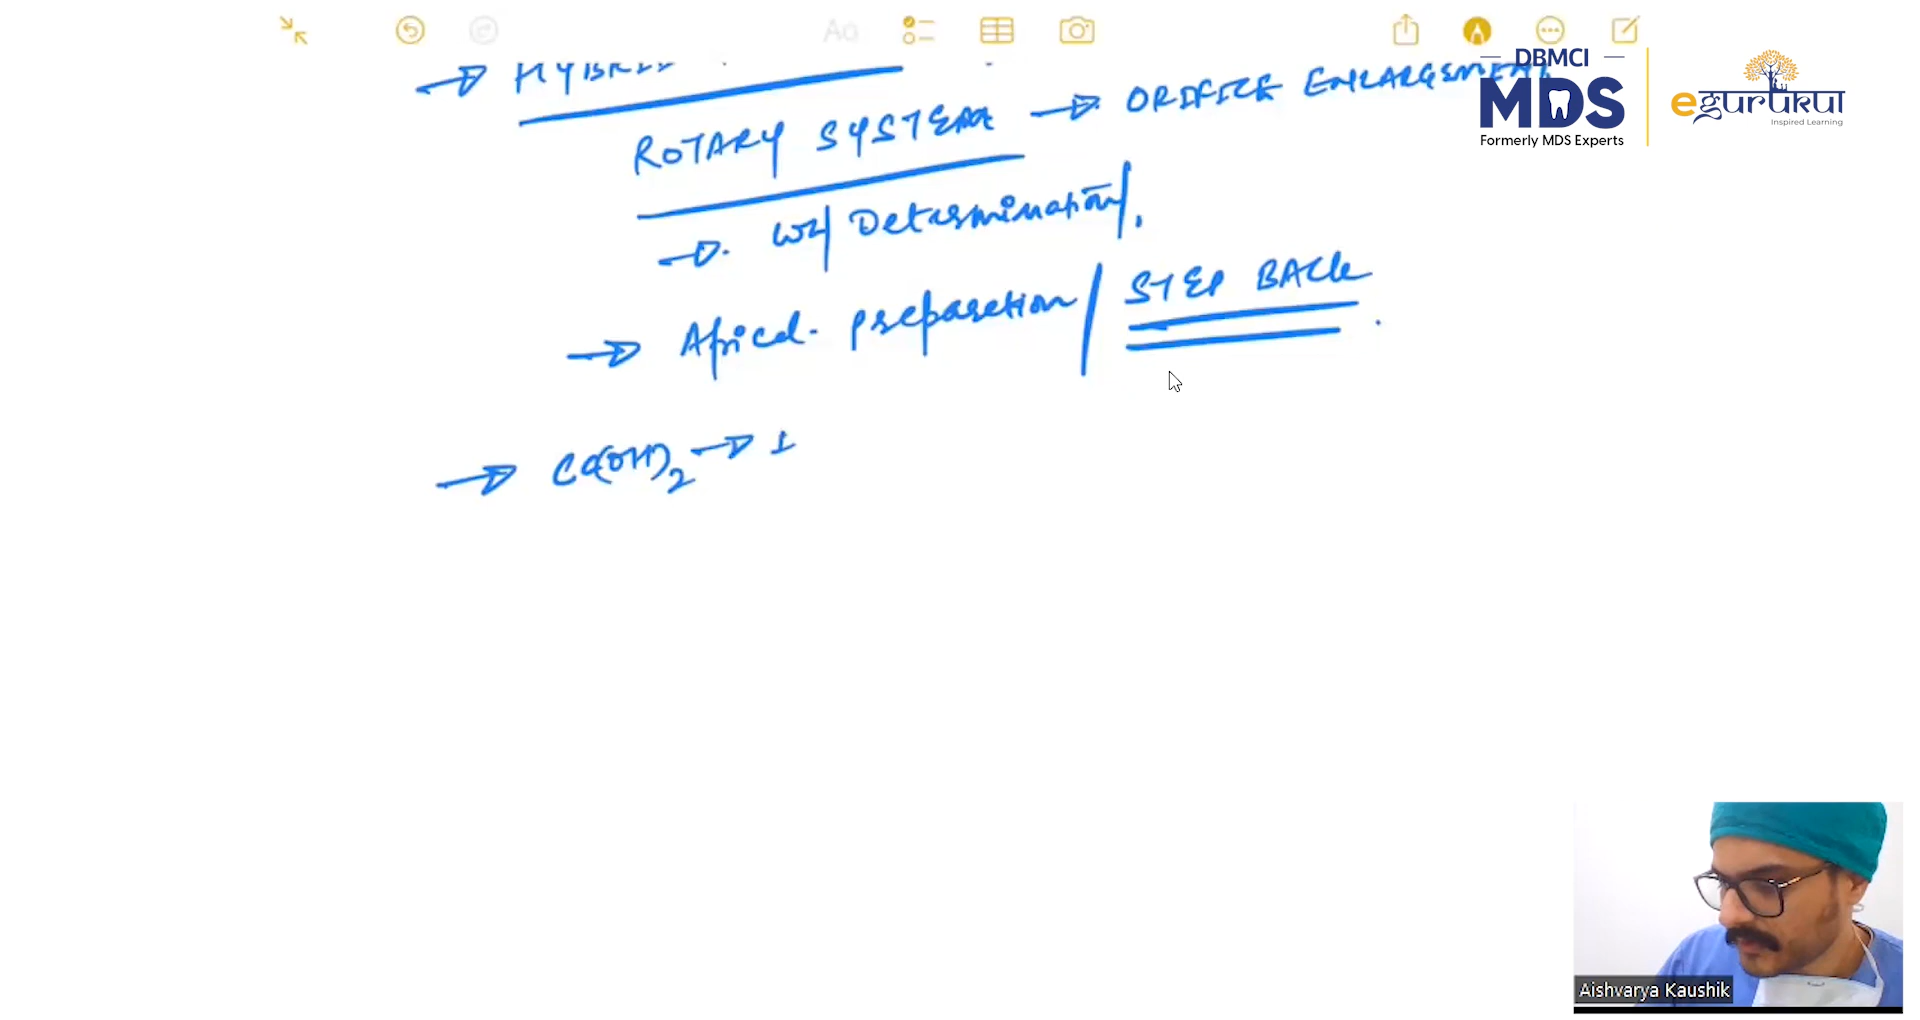 Aa
DBMCI
MDS
Formerly MDS Experts
egurukul
Inspired Learning
→ HYBRID
ROTARY SYSTEM → ORIFICE ENLARGEMENT
→ WL Determination
→ Apical preparation / STEP BACK
→ Ca(OH)2 → 1
Aishvarya Kaushik